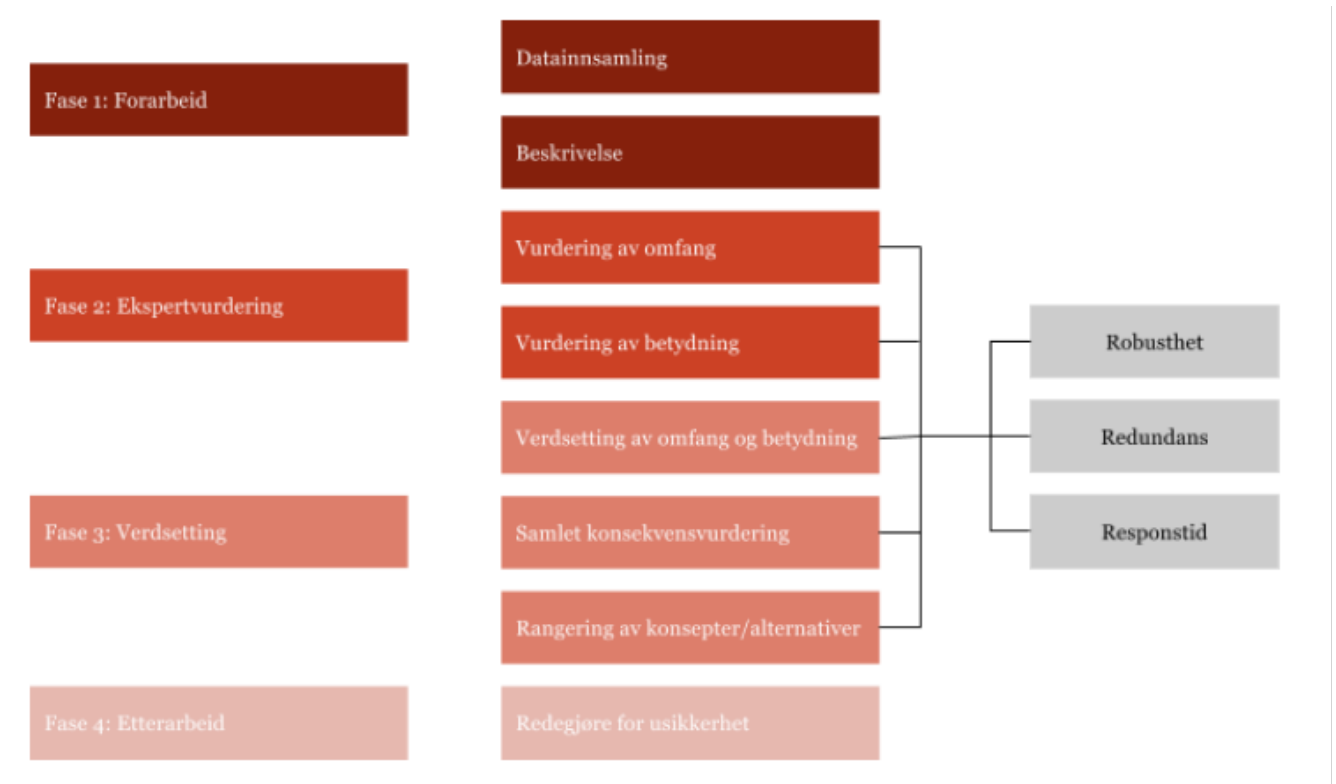 Fase 1: Forarbeid
Datainnsamling
Beskrivelse
Fase 2: Ekspertvurdering
Vurdering av omfang
Vurdering av betydning
Fase 3: Verdsetting
Verdsetting av omfang og betydning
Samlet konsekvensvurdering
Rangering av konsepter/alternativer
Fase 4: Etterarbeid
Redegjøre for usikkerhet
Robusthet
Redundans
Responstid